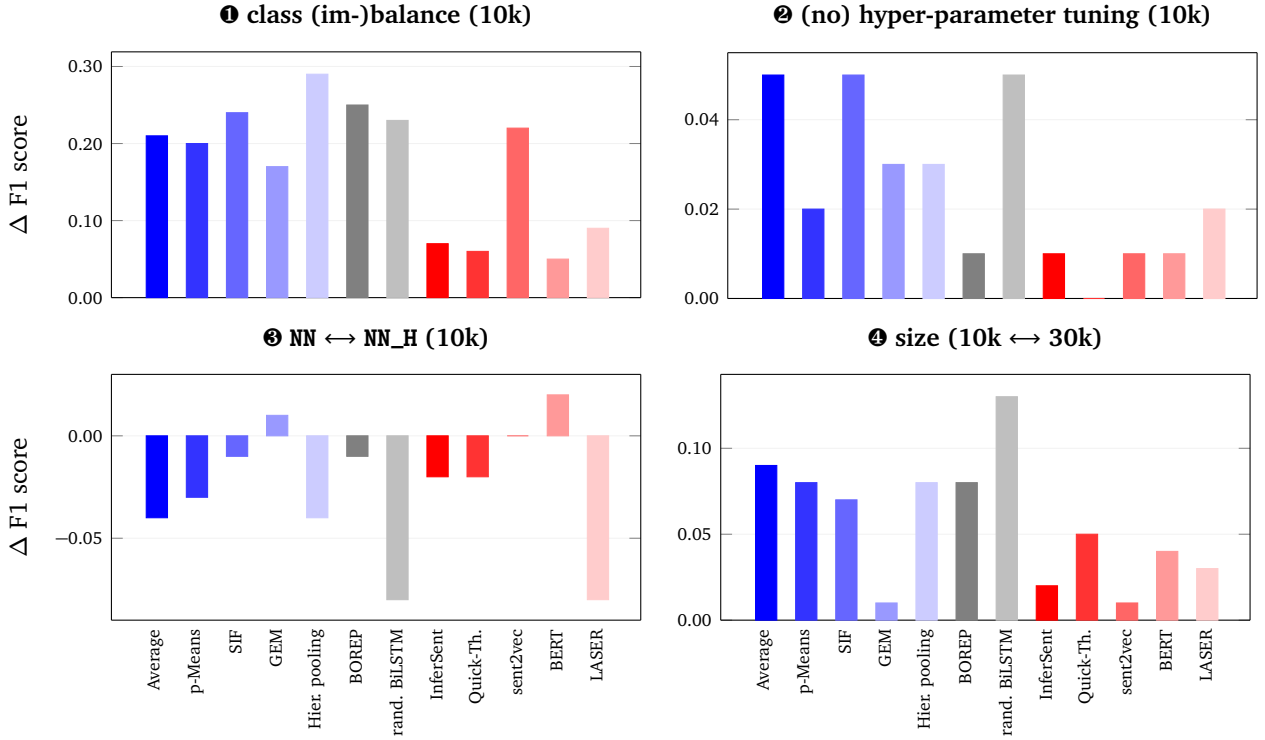 ❶ class (im-)balance (10k)
Δ F1 score
0.30
0.20
0.10
0.00
❷ (no) hyper-parameter tuning (10k)
0.04
0.02
0.00
❸ NN ⟷ NN_H (10k)
Δ F1 score
0.00
−0.05
Average
p-Means
SIF
GEM
Hier. pooling
BOREP
rand. BiLSTM
InferSent
Quick-Th.
sent2vec
BERT
LASER
❹ size (10k ⟷ 30k)
0.10
0.05
0.00
Average
p-Means
SIF
GEM
Hier. pooling
BOREP
rand. BiLSTM
InferSent
Quick-Th.
sent2vec
BERT
LASER